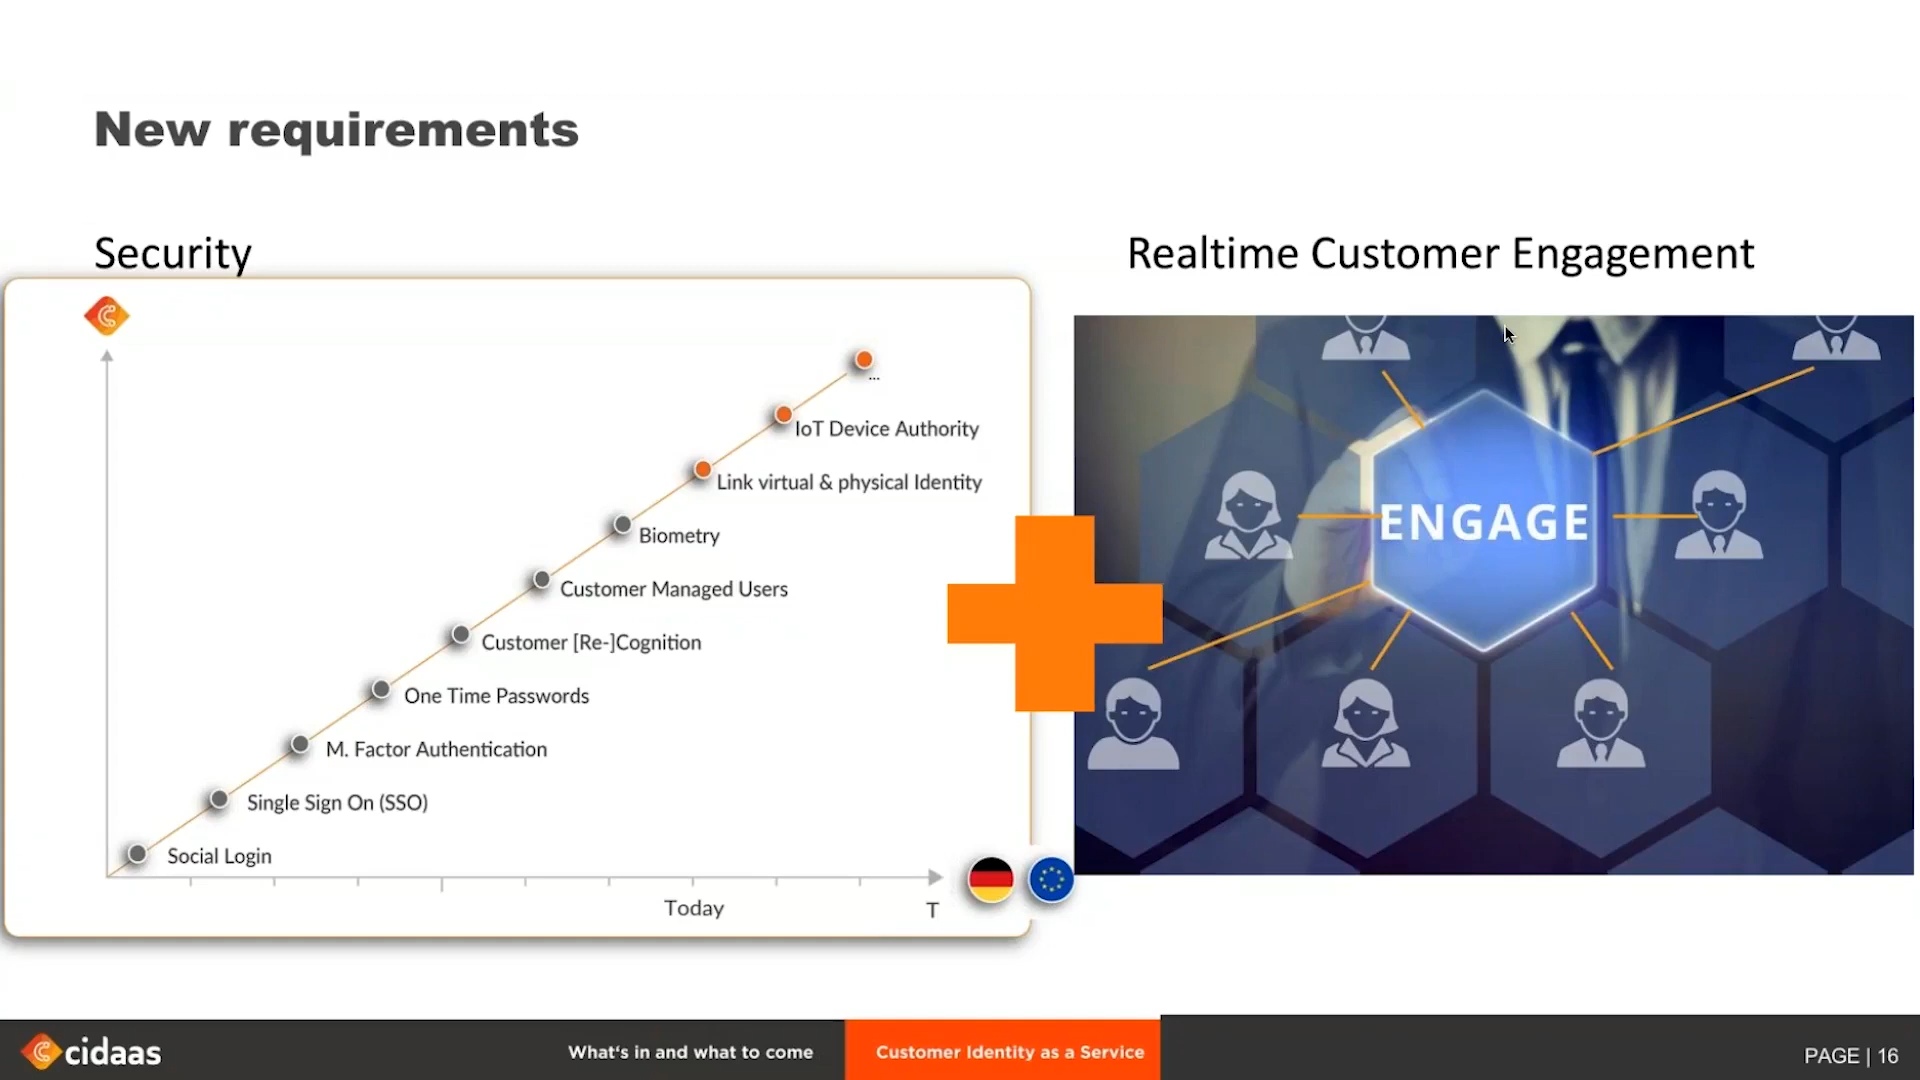 New requirements
Security
Realtime Customer Engagement
...
IoT Device Authority
Link virtual & physical Identity
Biometry
Customer Managed Users
Customer [Re-]Cognition
One Time Passwords
M. Factor Authentication
Single Sign On (SSO)
Social Login
Today
T
ENGAGE
cidaas
What's in and what to come
Customer Identity as a Service
PAGE | 16